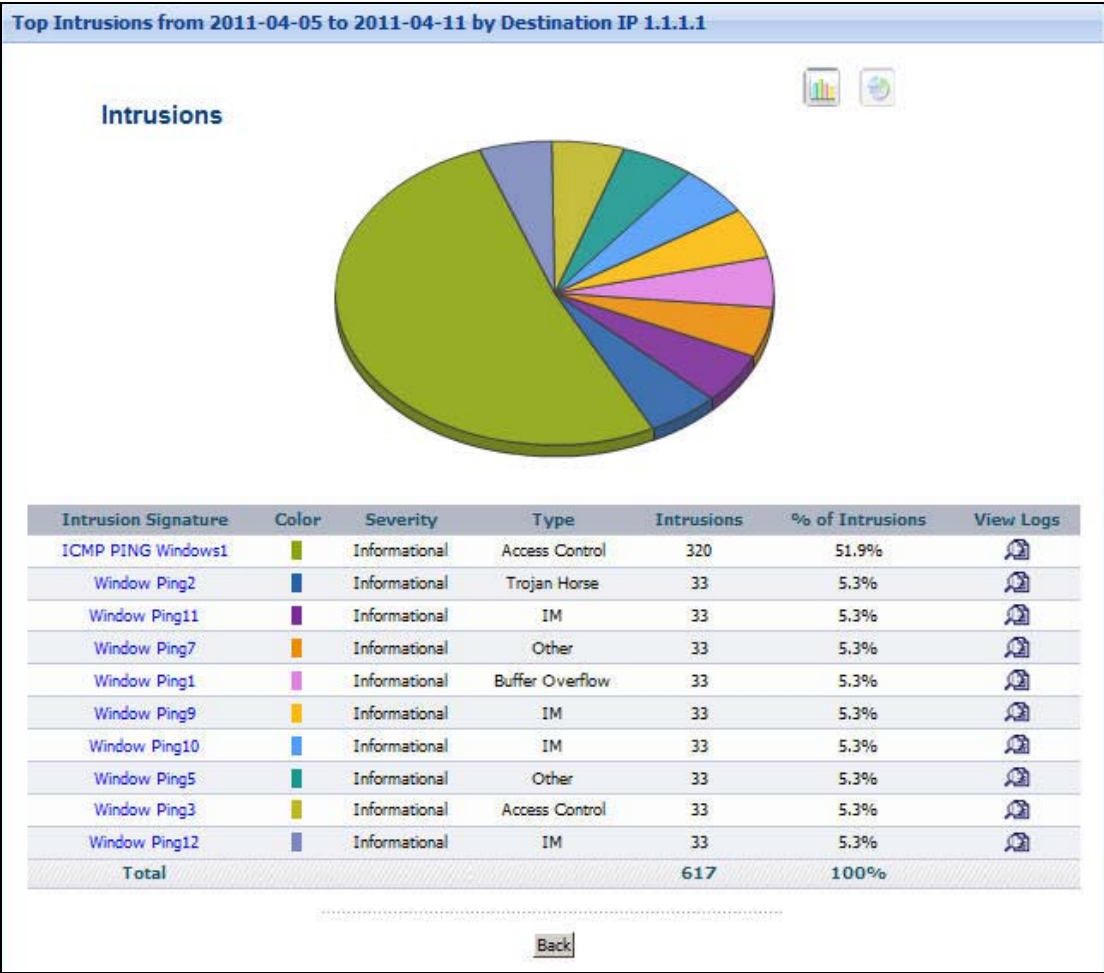 Top Intrusions from 2011-04-05 to 2011-04-11 by Destination IP 1.1.1.1
Intrusions
Intrusion Signature Color Severity Type Intrusions % of Intrusions View Logs
ICMP PING Windows1 Informational Access Control 320 51.9%
Window Ping2 Informational Trojan Horse 33 5.3%
Window Ping11 Informational IM 33 5.3%
Window Ping7 Informational Other 33 5.3%
Window Ping1 Informational Buffer Overflow 33 5.3%
Window Ping9 Informational IM 33 5.3%
Window Ping10 Informational IM 33 5.3%
Window Ping5 Informational Other 33 5.3%
Window Ping3 Informational Access Control 33 5.3%
Window Ping12 Informational IM 33 5.3%
Total 617 100%
Back